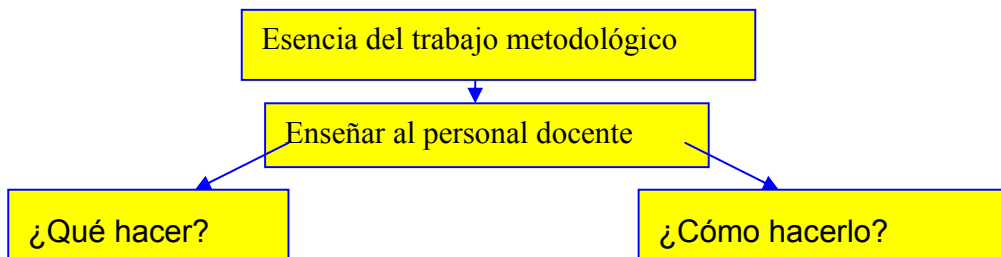 Esencia del trabajo metodológico
Enseñar al personal docente
¿Qué hacer?
¿Cómo hacerlo?